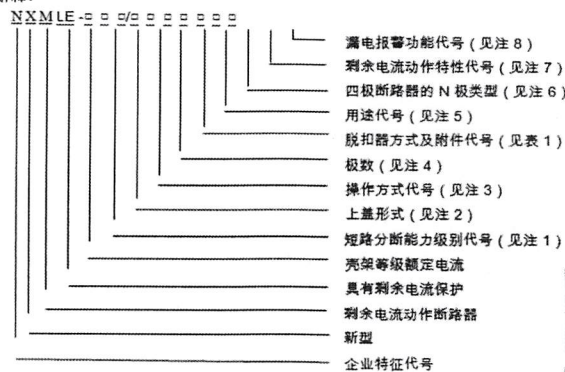 NXMLE-□ □ □/□ □ □ □ □ □ □
漏电报警功能代号(见注8)
剩余电流动作特性代号(见注7)
四极断路器的N极类型(见注6)
用途代号(见注5)
脱扣器方式及附件代号(见表1)
极数(见注4)
操作方式代号(见注3)
上盖形式(见注2)
短路分断能力级别代号(见注1)
壳架等级额定电流
具有剩余电流保护
剩余电流动作断路器
新型
企业特征代号